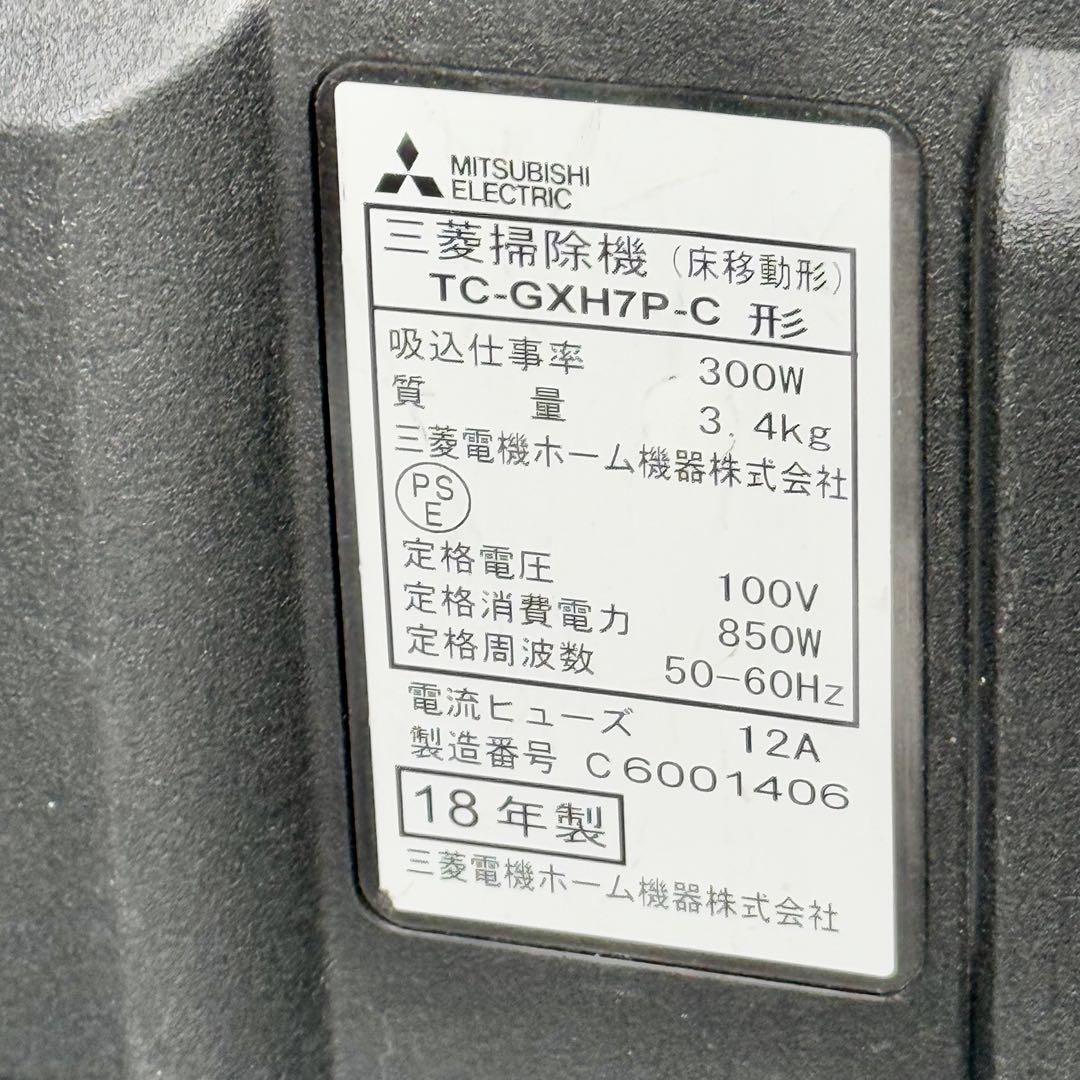 MITSUBISHI
ELECTRIC
三菱掃除機（床移動形）
TC-GXH7P-C 形
吸込仕事率 300W
質量 3.4kg
三菱電機ホーム機器株式会社
PS
E
定格電圧 100V
定格消費電力 850W
定格周波数 50-60Hz
電流ヒューズ 12A
製造番号 C6001406
18年製
三菱電機ホーム機器株式会社